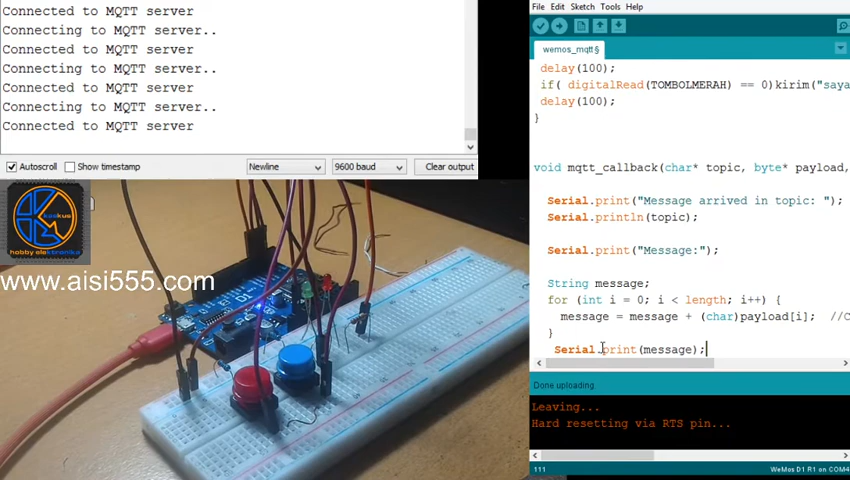 Connected to MQTT server
Connecting to MQTT server..
Connected to MQTT server
Connecting to MQTT server..
Connected to MQTT server
Connecting to MQTT server..
Connected to MQTT server
Autoscroll
Show timestamp
Newline
9600 baud
Clear output
kaskus
hobby elektronika
www.aisi555.com
File Edit Sketch Tools Help
wemos_mqtt §
delay(100);
if( digitalRead(TOMBOLMERAH) == 0)kirim("saya
delay(100);
}
void mqtt_callback(char* topic, byte* payload,
Serial.print("Message arrived in topic: ");
Serial.println(topic);
Serial.print("Message:");
String message;
for (int i = 0; i < length; i++) {
message = message + (char)payload[i]; //C
}
Serial.print(message);
Done uploading.
Leaving...
Hard resetting via RTS pin...
111
WeMos D1 R1 on COM4